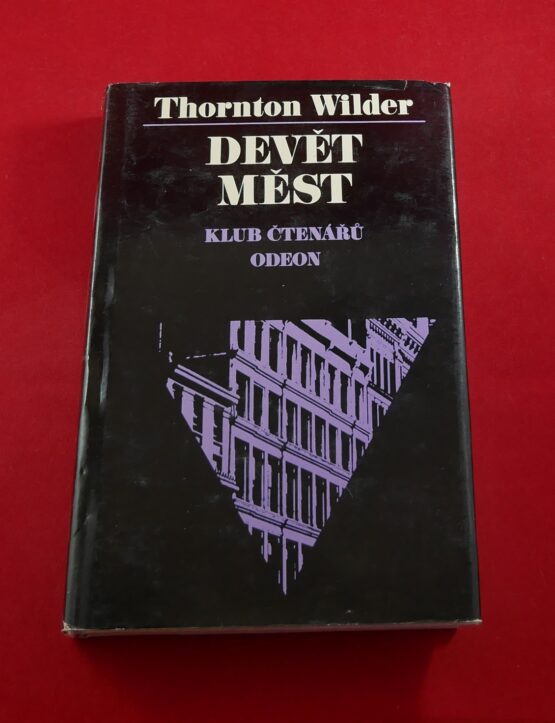 Thornton Wilder
DEVĚT
MĚST
KLUB ČTENÁŘŮ
ODEON